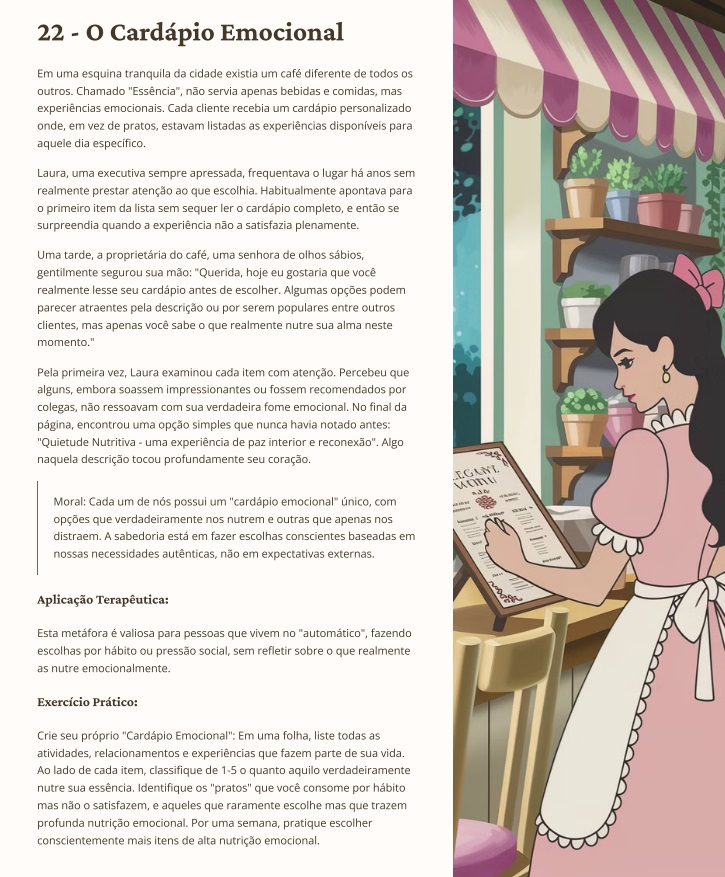 22 - O Cardápio Emocional
Em uma esquina tranquila da cidade existia um café diferente de todos os
outros. Chamado "Essência", não servia apenas bebidas e comidas, mas
experiências emocionais. Cada cliente recebia um cardápio personalizado
onde, em vez de pratos, estavam listadas as experiências disponíveis para
aquele dia específico.
Laura, uma executiva sempre apressada, frequentava o lugar há anos sem
realmente prestar atenção ao que escolhia. Habitualmente apontava para
o primeiro item da lista sem sequer ler o cardápio completo, e então se
surpreendia quando a experiência não a satisfazia plenamente.
Uma tarde, a proprietária do café, uma senhora de olhos sábios,
gentilmente segurou sua mão: "Querida, hoje eu gostaria que você
realmente lesse seu cardápio antes de escolher. Algumas opções podem
parecer atraentes pela descrição ou por serem populares entre outros
clientes, mas apenas você sabe o que realmente nutre sua alma neste
momento."
Pela primeira vez, Laura examinou cada item com atenção. Percebeu que
alguns, embora soassem impressionantes ou fossem recomendados por
colegas, não ressoavam com sua verdadeira fome emocional. No final da
página, encontrou uma opção simples que nunca havia notado antes:
"Quietude Nutritiva - uma experiência de paz interior e reconexão". Algo
naquela descrição tocou profundamente seu coração.
Moral: Cada um de nós possui um "cardápio emocional" único, com
opções que verdadeiramente nos nutrem e outras que apenas nos
distraem. A sabedoria está em fazer escolhas conscientes baseadas em
nossas necessidades autênticas, não em expectativas externas.
Aplicação Terapêutica:
Esta metáfora é valiosa para pessoas que vivem no "automático", fazendo
escolhas por hábito ou pressão social, sem refletir sobre o que realmente
as nutre emocionalmente.
Exercício Prático:
Crie seu próprio "Cardápio Emocional": Em uma folha, liste todas as
atividades, relacionamentos e experiências que fazem parte de sua vida.
Ao lado de cada item, classifique de 1-5 o quanto aquilo verdadeiramente
nutre sua essência. Identifique os "pratos" que você consome por hábito
mas não o satisfazem, e aqueles que raramente escolhe mas que trazem
profunda nutrição emocional. Por uma semana, pratique escolher
conscientemente mais itens de alta nutrição emocional.